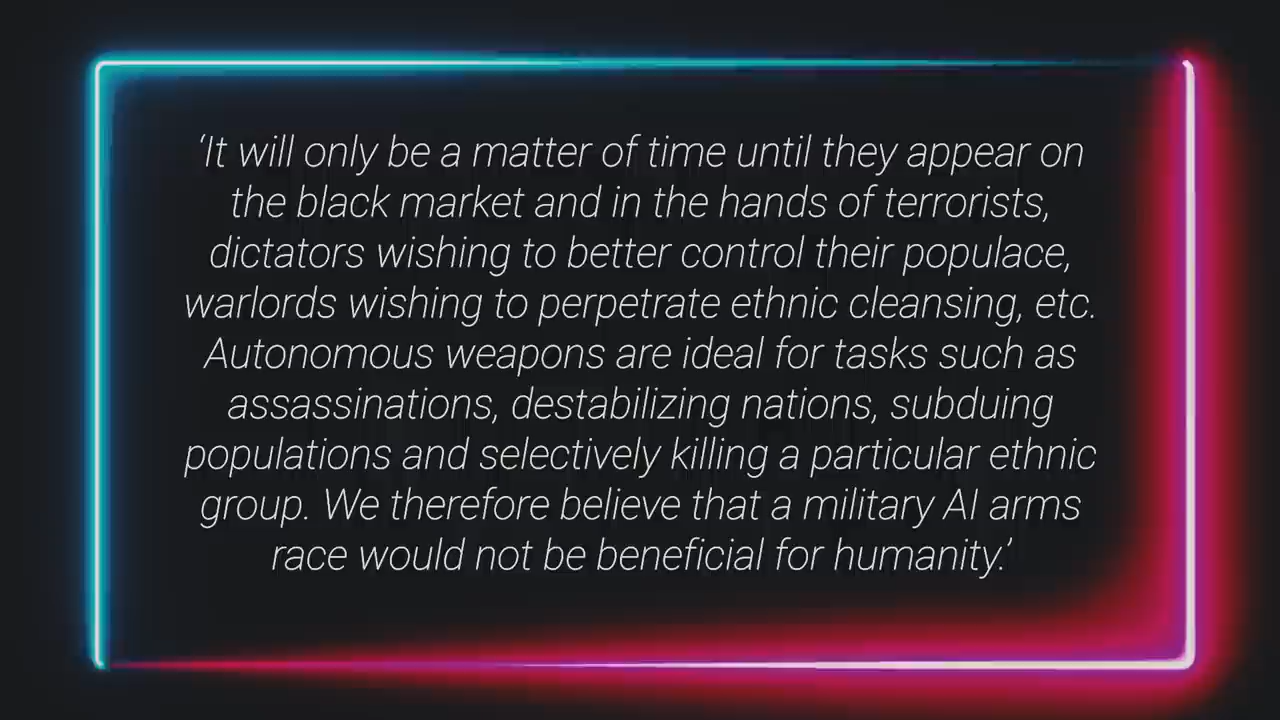 ‘It will only be a matter of time until they appear on
the black market and in the hands of terrorists,
dictators wishing to better control their populace,
warlords wishing to perpetrate ethnic cleansing, etc.
Autonomous weapons are ideal for tasks such as
assassinations, destabilizing nations, subduing
populations and selectively killing a particular ethnic
group. We therefore believe that a military AI arms
race would not be beneficial for humanity.’